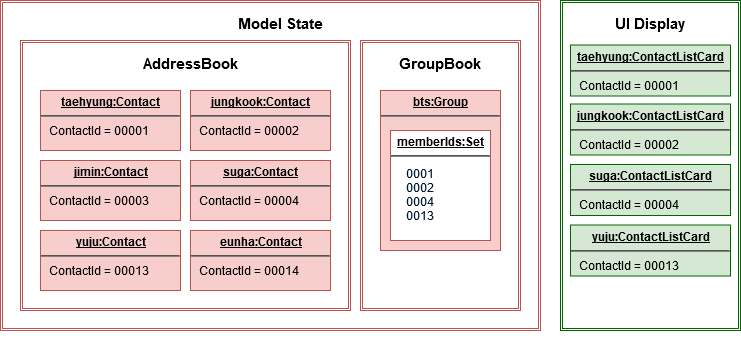 Model State
AddressBook
taehyung:Contact
ContactId = 00001
jungkook:Contact
ContactId = 00002
jimin:Contact
ContactId = 00003
suga:Contact
ContactId = 00004
yuju:Contact
ContactId = 00013
eunha:Contact
ContactId = 00014
GroupBook
bts:Group
memberIds:Set
0001
0002
0004
0013
UI Display
taehyung:ContactListCard
ContactId = 00001
jungkook:ContactListCard
ContactId = 00002
suga:ContactListCard
ContactId = 00004
yuju:ContactListCard
ContactId = 00013